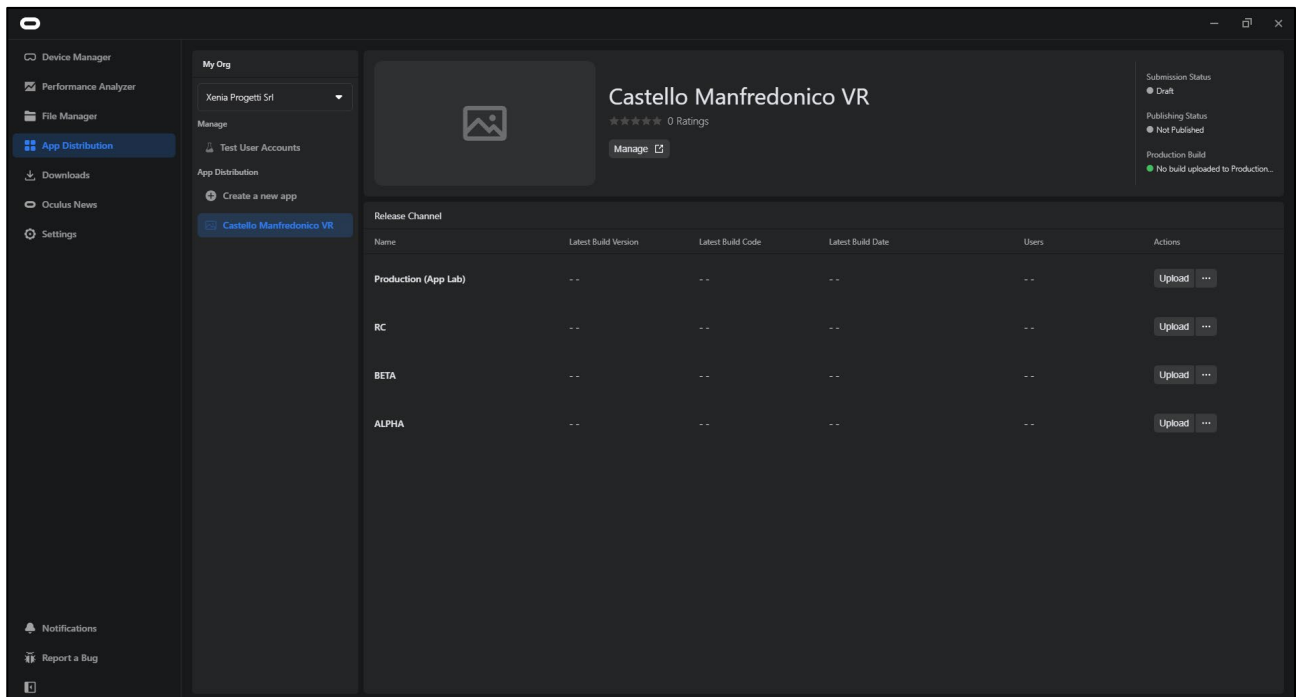 Device Manager
Performance Analyzer
File Manager
App Distribution
Downloads
Oculus News
Settings
Notifications
Report a Bug
My Org
Xenia Progetti Srl
Manage
Test User Accounts
App Distribution
Create a new app
Castello Manfredonico VR
Castello Manfredonico VR
0 Ratings
Manage
Submission Status
Draft
Publishing Status
Not Published
Production Build
No build uploaded to Production...
Release Channel
Name Latest Build Version Latest Build Code Latest Build Date Users Actions
Production (App Lab) -- -- -- -- Upload ...
RC -- -- -- -- Upload ...
BETA -- -- -- -- Upload ...
ALPHA -- -- -- -- Upload ...